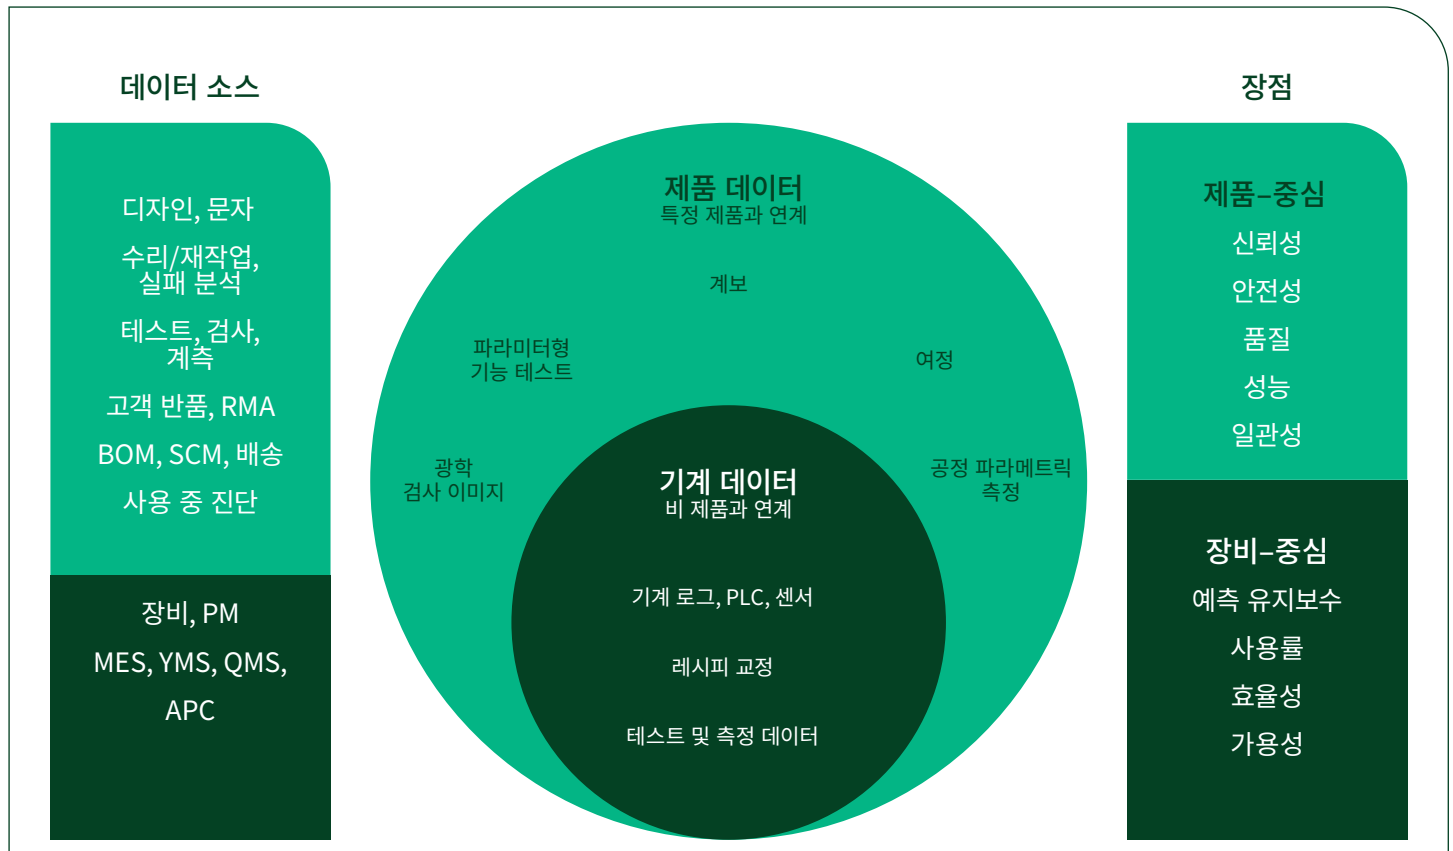 데이터 소스
디자인, 문자
수리/재작업,
실패 분석
테스트, 검사,
계측
고객 반품, RMA
BOM, SCM, 배송
사용 중 진단
장비, PM
MES, YMS, QMS,
APC
제품 데이터
특정 제품과 연계
계보
파라미터형
기능 테스트
여정
광학
검사 이미지
공정 파라메트릭
측정
기계 데이터
비 제품과 연계
기계 로그, PLC, 센서
레시피 교정
테스트 및 측정 데이터
장점
제품–중심
신뢰성
안전성
품질
성능
일관성
장비–중심
예측 유지보수
사용률
효율성
가용성